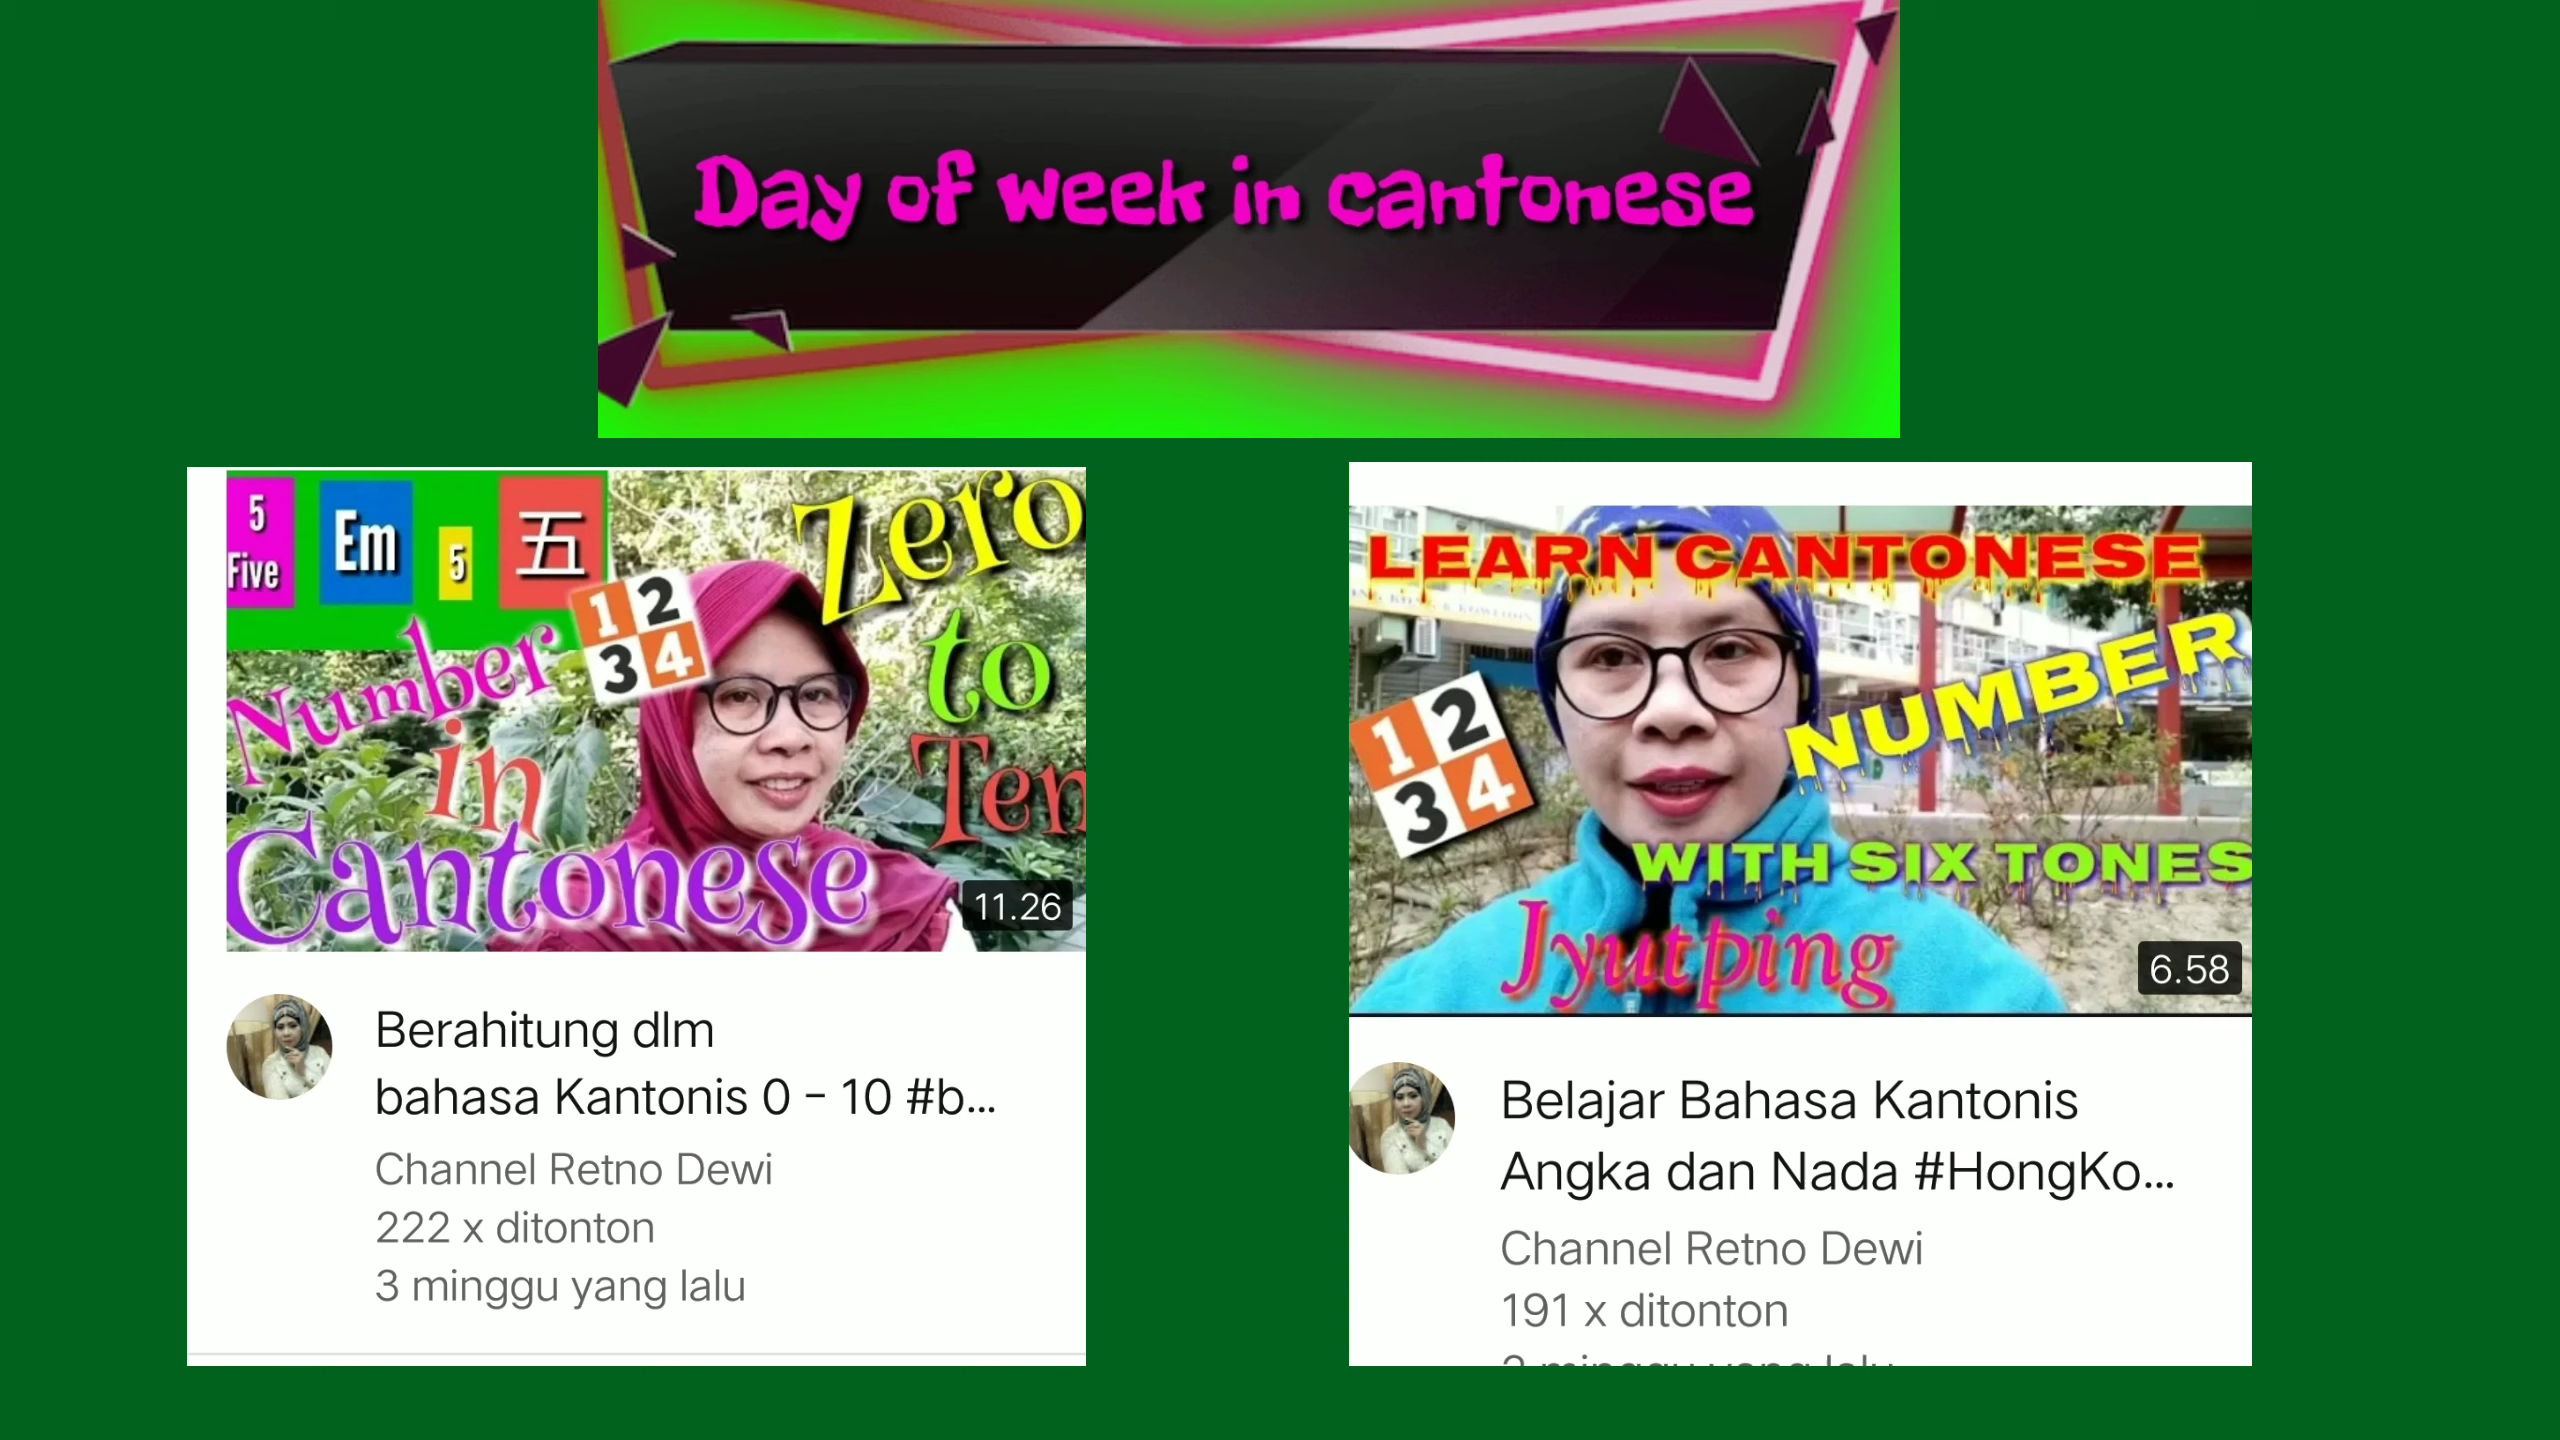 Day of week in cantonese
5
Five
Em
5
五
1 2
3 4
Number
in
Cantonese
Zero
to
Ten
11.26
Berahitung dlm
bahasa Kantonis 0 - 10 #b...
Channel Retno Dewi
222 x ditonton
3 minggu yang lalu
LEARN CANTONESE
NUMBER
1 2
3 4
WITH SIX TONES
Jyutping
6.58
Belajar Bahasa Kantonis
Angka dan Nada #HongKo...
Channel Retno Dewi
191 x ditonton
minggu yang lalu